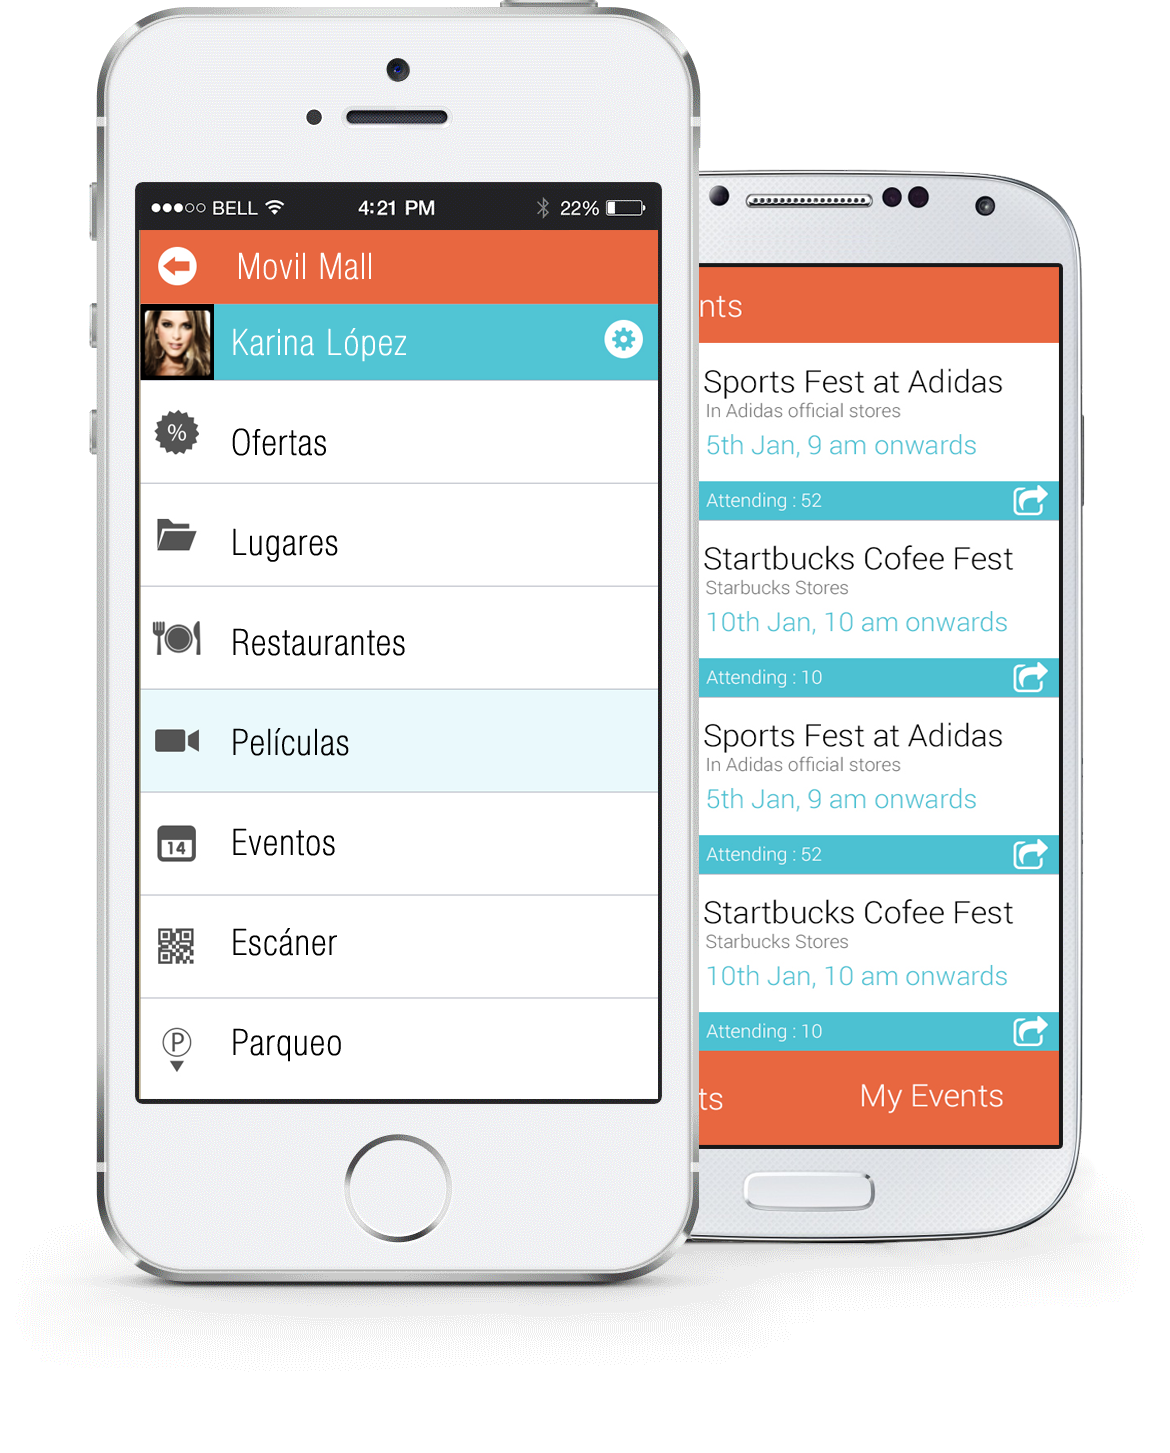 BELL 4:21 PM 22%
Movil Mall
Karina López
%
Ofertas
Lugares
Restaurantes
Películas
14
Eventos
Escáner
P
Parqueo
nts
Sports Fest at Adidas
In Adidas official stores
5th Jan, 9 am onwards
Attending : 52
Startbucks Cofee Fest
Starbucks Stores
10th Jan, 10 am onwards
Attending : 10
Sports Fest at Adidas
In Adidas official stores
5th Jan, 9 am onwards
Attending : 52
Startbucks Cofee Fest
Starbucks Stores
10th Jan, 10 am onwards
Attending : 10
ts
My Events